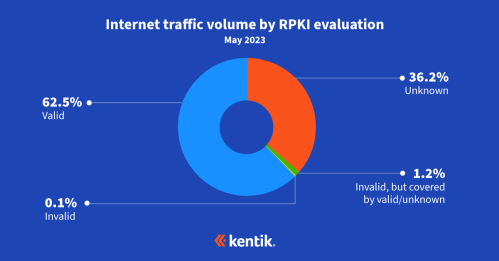 Internet traffic volume by RPKI evaluation
May 2023
62.5%
Valid
36.2%
Unknown
0.1%
Invalid
1.2%
Invalid, but covered
by valid/unknown
kentik.